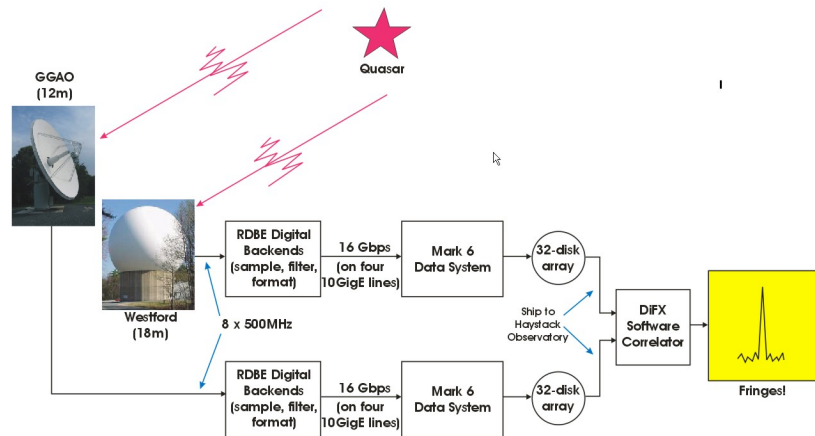 Quasar
GGAO
(12m)
Westford
(18m)
8 x 500MHz
RDBE Digital
Backends
(sample, filter,
format)
16 Gbps
(on four
10GigE lines)
Mark 6
Data System
32-disk
array
Ship to
Haystack
Observatory
DiFX
Software
Correlator
Fringes!
RDBE Digital
Backends
(sample, filter,
format)
16 Gbps
(on four
10GigE lines)
Mark 6
Data System
32-disk
array